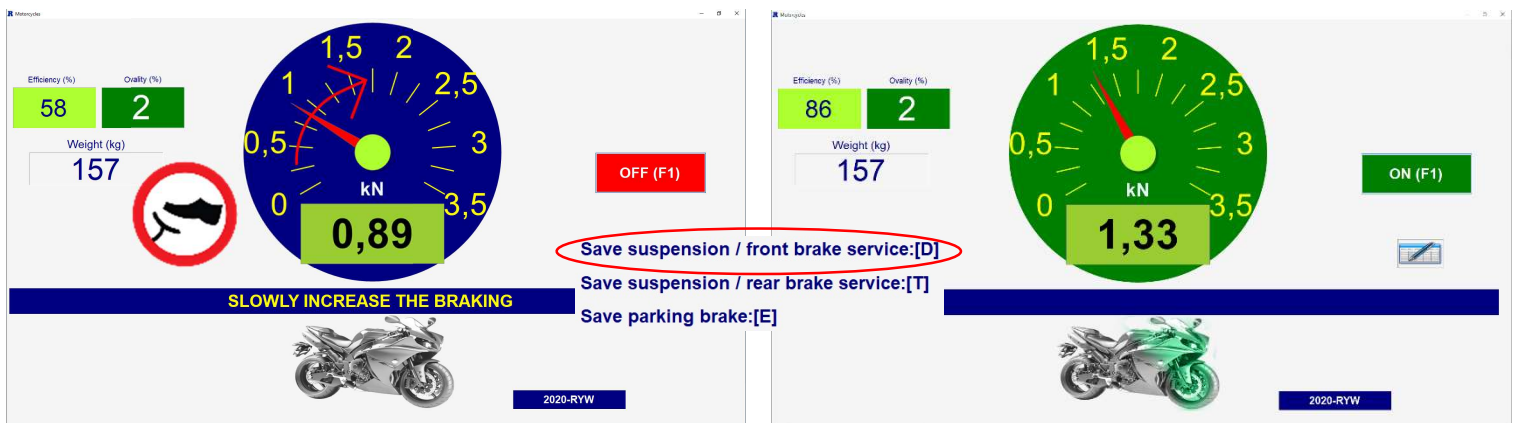 R Motorcycles
Efficiency (%)
Ovality (%)
58
2
Weight (kg)
157
0
0,5
1
1,5
2
2,5
3
3,5
kN
0,89
OFF (F1)
SLOWLY INCREASE THE BRAKING
2020-RYW
Save suspension / front brake service:[D]
Save suspension / rear brake service:[T]
Save parking brake:[E]
R Motorcycles
Efficiency (%)
Ovality (%)
86
2
Weight (kg)
157
0
0,5
1
1,5
2
2,5
3
3,5
kN
1,33
ON (F1)
2020-RYW